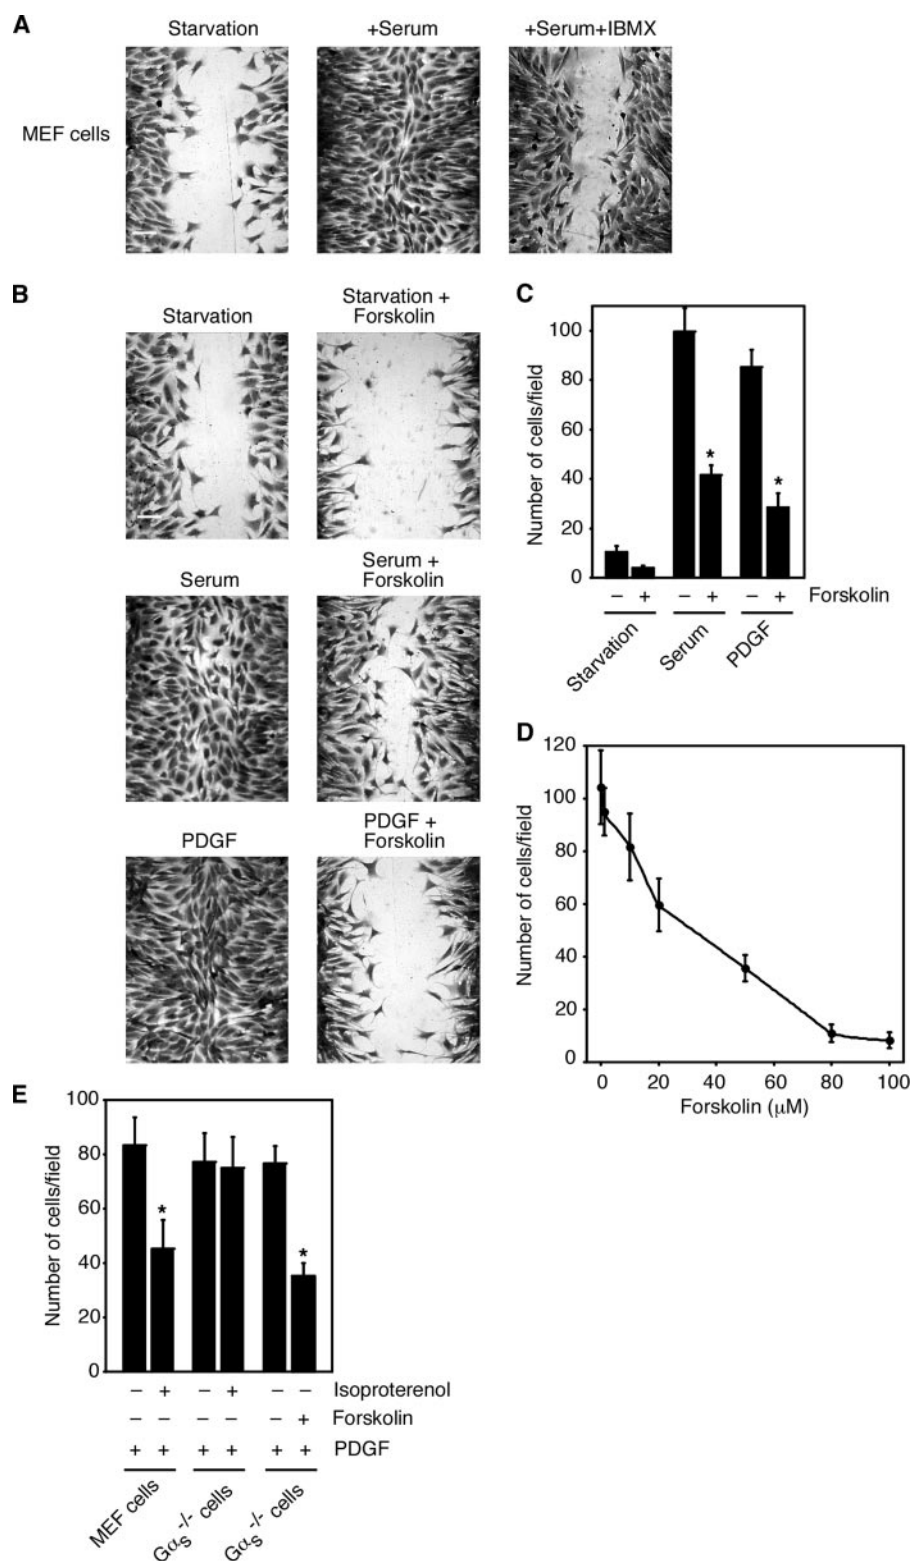 A
Starvation
+Serum
+Serum+IBMX
MEF cells
B
Starvation
Starvation +
Forskolin
Serum
Serum +
Forskolin
PDGF
PDGF +
Forskolin
C
Number of cells/field
100
80
60
40
20
0
*
*
– + – + – + Forskolin
Starvation
Serum
PDGF
D
Number of cells/field
120
100
80
60
40
20
0
0 20 40 60 80 100
Forskolin (μM)
E
Number of cells/field
100
80
60
40
20
0
*
*
– + – + – – Isoproterenol
– – – – – + Forskolin
+ + + + + + PDGF
MEF cells
Gαs-/- cells
Gαs-/- cells